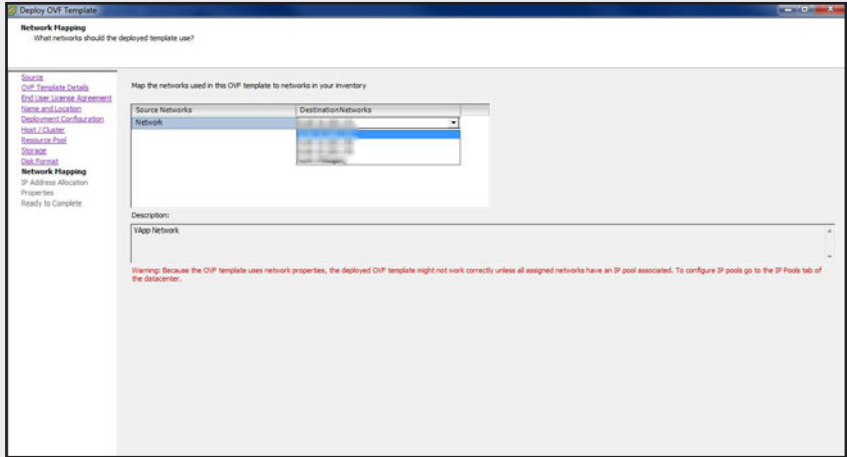 Deploy OVF Template
Network Mapping
What networks should the deployed template use?
Source
OVF Template Details
End User License Agreement
Name and Location
Deployment Configuration
Host / Cluster
Resource Pool
Storage
Disk Format
Network Mapping
IP Address Allocation
Properties
Ready to Complete
Map the networks used in this OVF template to networks in your inventory
Source Networks DestinationNetworks
Network
Description:
vApp Network
Warning: Because the OVF template uses network properties, the deployed OVF template might not work correctly unless all assigned networks have an IP pool associated. To configure IP pools go to the IP Pools tab of
the datacenter.